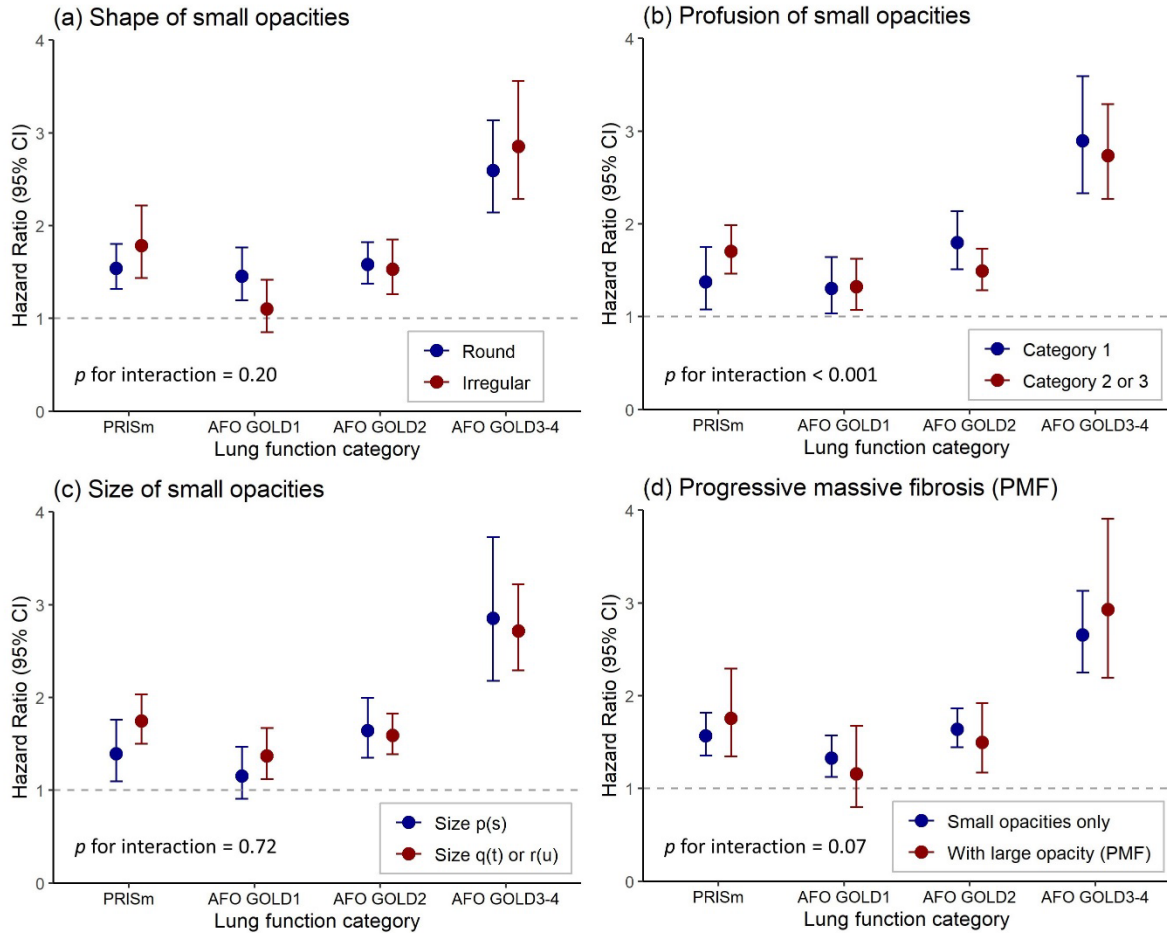 (a) Shape of small opacities
Hazard Ratio (95% CI)
4
3
2
1
0
Round
Irregular
p for interaction = 0.20
PRISm AFO GOLD1 AFO GOLD2 AFO GOLD3-4
Lung function category
(b) Profusion of small opacities
Hazard Ratio (95% CI)
4
3
2
1
0
Category 1
Category 2 or 3
p for interaction < 0.001
PRISm AFO GOLD1 AFO GOLD2 AFO GOLD3-4
Lung function category
(c) Size of small opacities
Hazard Ratio (95% CI)
4
3
2
1
0
Size p(s)
Size q(t) or r(u)
p for interaction = 0.72
PRISm AFO GOLD1 AFO GOLD2 AFO GOLD3-4
Lung function category
(d) Progressive massive fibrosis (PMF)
Hazard Ratio (95% CI)
4
3
2
1
0
Small opacities only
With large opacity (PMF)
p for interaction = 0.07
PRISm AFO GOLD1 AFO GOLD2 AFO GOLD3-4
Lung function category